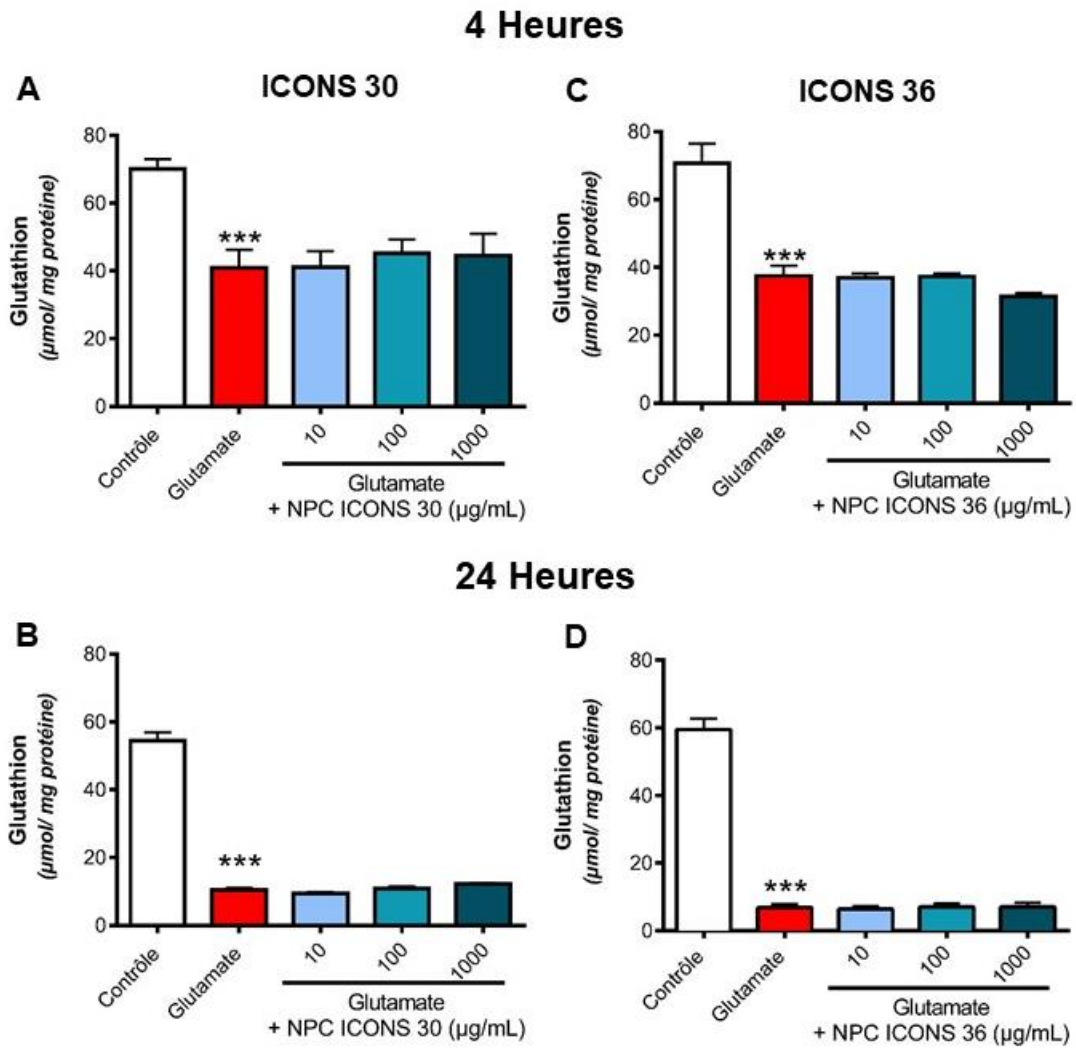 4 Heures
A
ICONS 30
Glutathion
(µmol/ mg protéine)
80
60
40
20
0
***
Contrôle
Glutamate
10
100
1000
Glutamate
+ NPC ICONS 30 (µg/mL)
C
ICONS 36
Glutathion
(µmol/ mg protéine)
80
60
40
20
0
***
Contrôle
Glutamate
10
100
1000
Glutamate
+ NPC ICONS 36 (µg/mL)
24 Heures
B
Glutathion
(µmol/ mg protéine)
80
60
40
20
0
***
Contrôle
Glutamate
10
100
1000
Glutamate
+ NPC ICONS 30 (µg/mL)
D
Glutathion
(µmol/ mg protéine)
80
60
40
20
0
***
Contrôle
Glutamate
10
100
1000
Glutamate
+ NPC ICONS 36 (µg/mL)